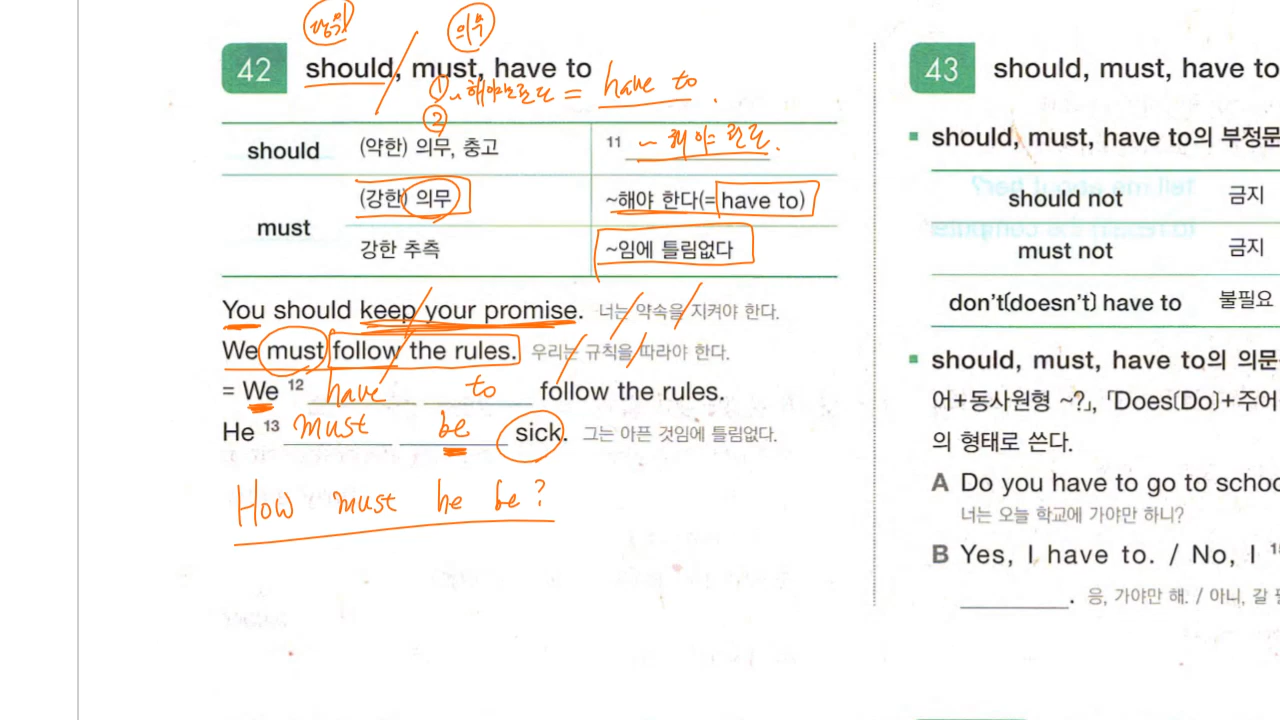 당위 의무
42 should, must, have to
① ~해야한다 = have to.
②
should (약한) 의무, 충고 11 ~ 해야 한다.
must (강한) 의무 ~해야 한다(= have to)
강한 추측 ~임에 틀림없다
You should keep your promise. 너는 약속을 지켜야 한다.
We must follow the rules. 우리는 규칙을 따라야 한다.
= We 12 have to follow the rules.
He 13 must be sick. 그는 아픈 것임에 틀림없다.
How must he be?
43 should, must, have to
should, must, have to의 부정문
should not 금지
must not 금지
don't(doesn't) have to 불필요
should, must, have to의 의문
어+동사원형 ~?」, 「Does(Do)+주어
의 형태로 쓴다.
A Do you have to go to schoo
너는 오늘 학교에 가야만 하니?
B Yes, I have to. / No, I
. 응, 가야만 해. / 아니, 갈